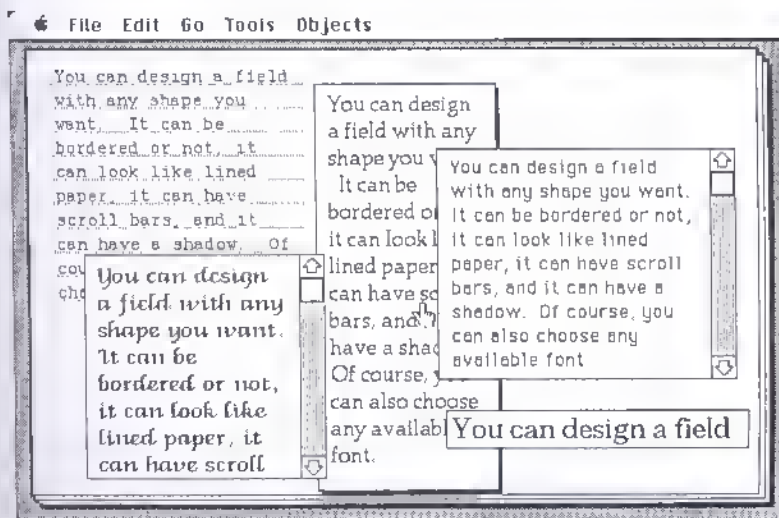 File Edit Go Tools Objects
You can design a field
with any shape you
want. It can be
bordered or not, it
can look like lined
paper, it can have
scroll bars, and it
can have a shadow. Of
You can design
a field with any
shape you
It can be
bordered
it can look
lined paper
can have
bars, and
have a
Of course,
can also choose
any
font.
You can design a field
with any shape you want.
It can be bordered or not,
it can look like lined
paper, it can have scroll
bars, and it can have a
shadow. Of course, you
can also choose any
available font
You can design
a field with any
shape you want.
It can be
bordered or not,
it can look like
lined paper, it
can have scroll
You can design a field